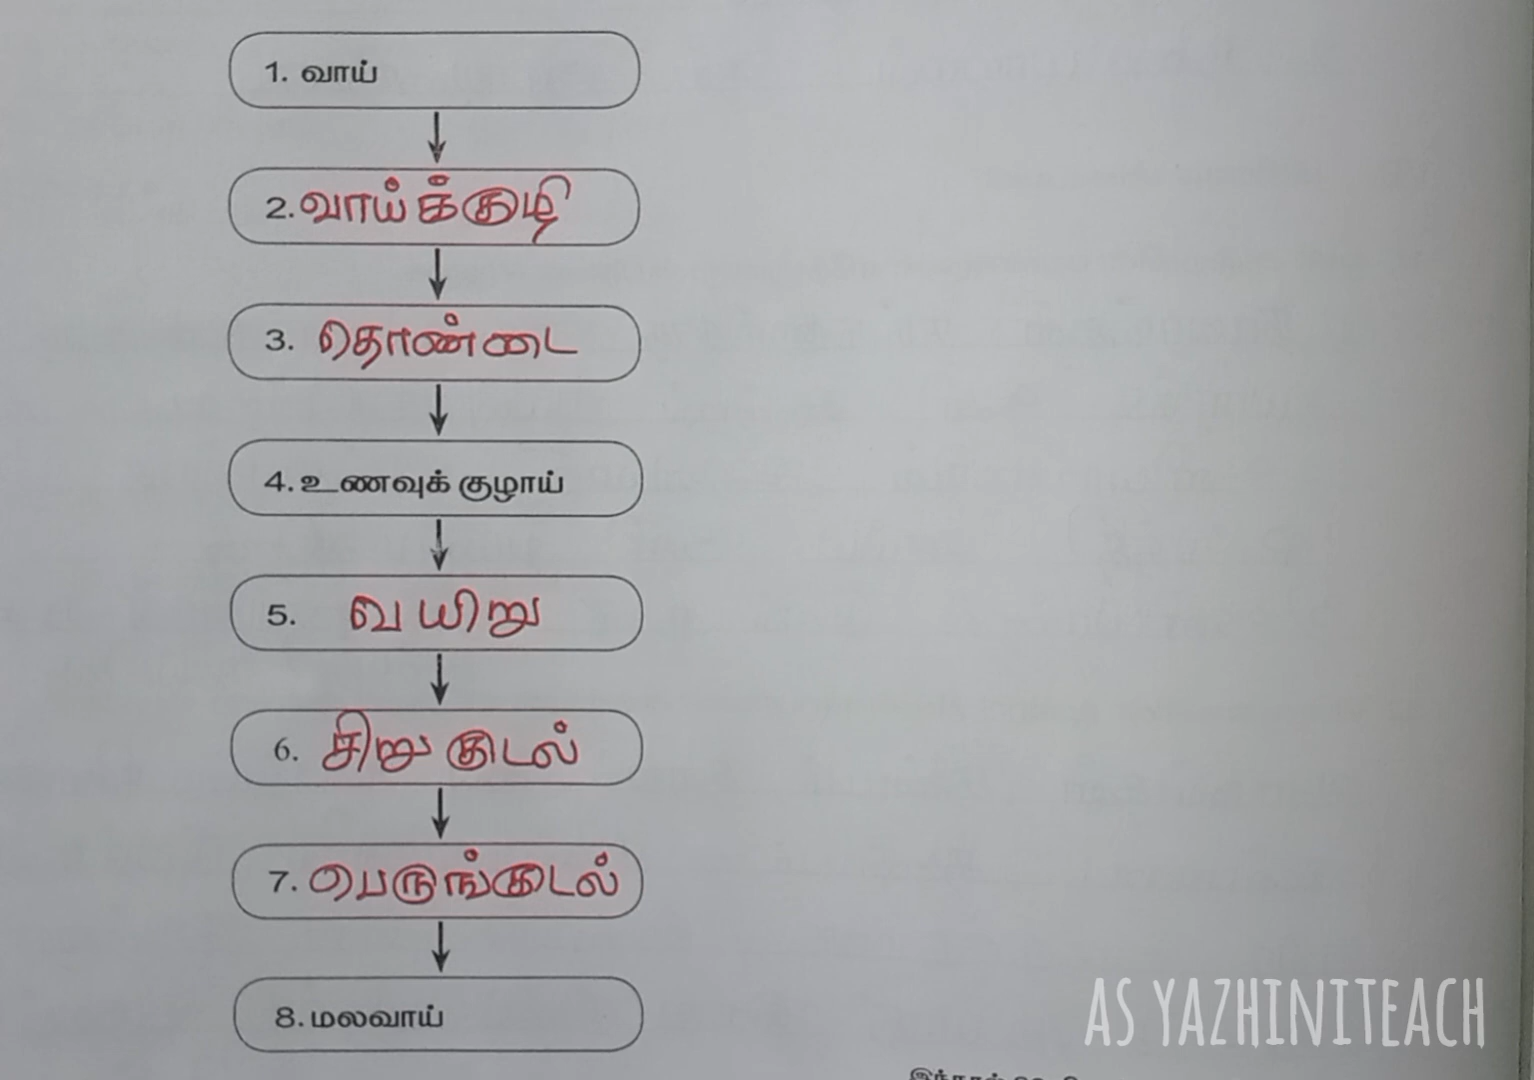 1. வாய்
2. வாய்க்குழி
3. தொண்டை
4. உணவுக் குழாய்
5. வயிறு
6. சிறு குடல்
7. பெருங்குடல்
8. மலவாய்
AS YAZHINITEACH